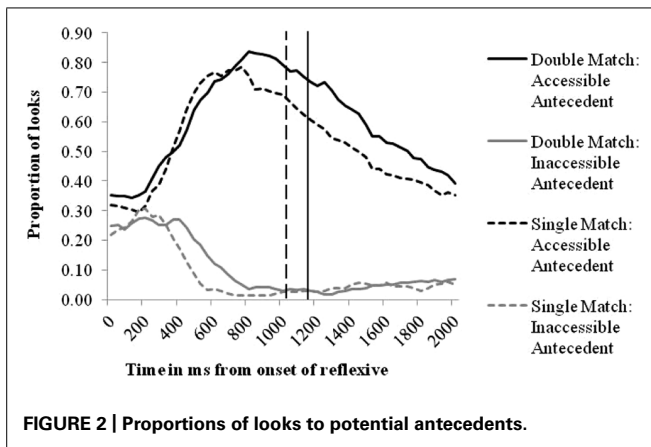 0.90
0.80
0.70
0.60
0.50
0.40
0.30
0.20
0.10
0.00
Proportion of looks
0
200
400
600
800
1000
1200
1400
1600
1800
2000
Time in ms from onset of reflexive
Double Match:
Accessible
Antecedent
Double Match:
Inaccessible
Antecedent
Single Match:
Accessible
Antecedent
Single Match:
Inaccessible
Antecedent
FIGURE 2 | Proportions of looks to potential antecedents.